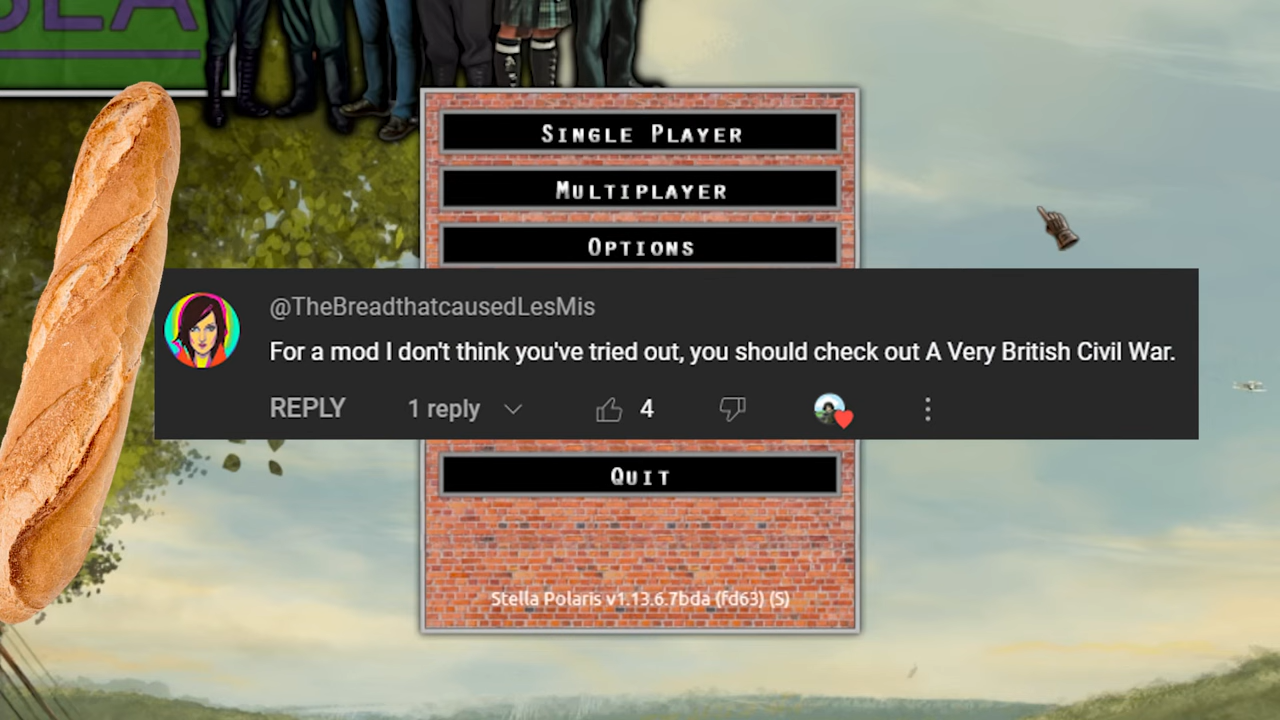 SEA
SINGLE PLAYER
MULTIPLAYER
OPTIONS
@TheBreadthatcausedLesMis
For a mod I don't think you've tried out, you should check out A Very British Civil War.
REPLY
1 reply
4
QUIT
Stella Polaris v1.13.6.7bda (fd63) (S)